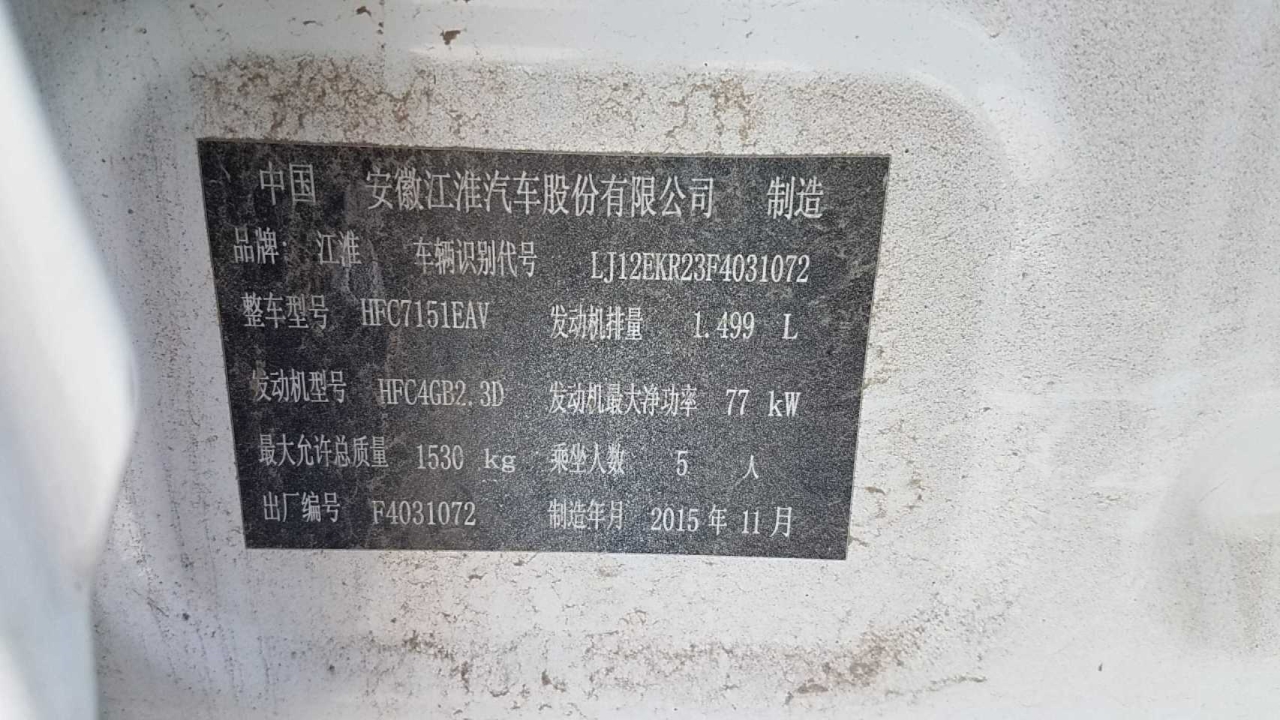 中国 安徽江淮汽车股份有限公司 制造
品牌: 江淮 车辆识别代号 LJ12EKR23F4031072
整车型号 HFC7151EAV 发动机排量 1.499 L
发动机型号 HFC4GB2.3D 发动机最大净功率 77 kW
最大允许总质量 1530 kg 乘坐人数 5 人
出厂编号 F4031072 制造年月 2015 年 11 月